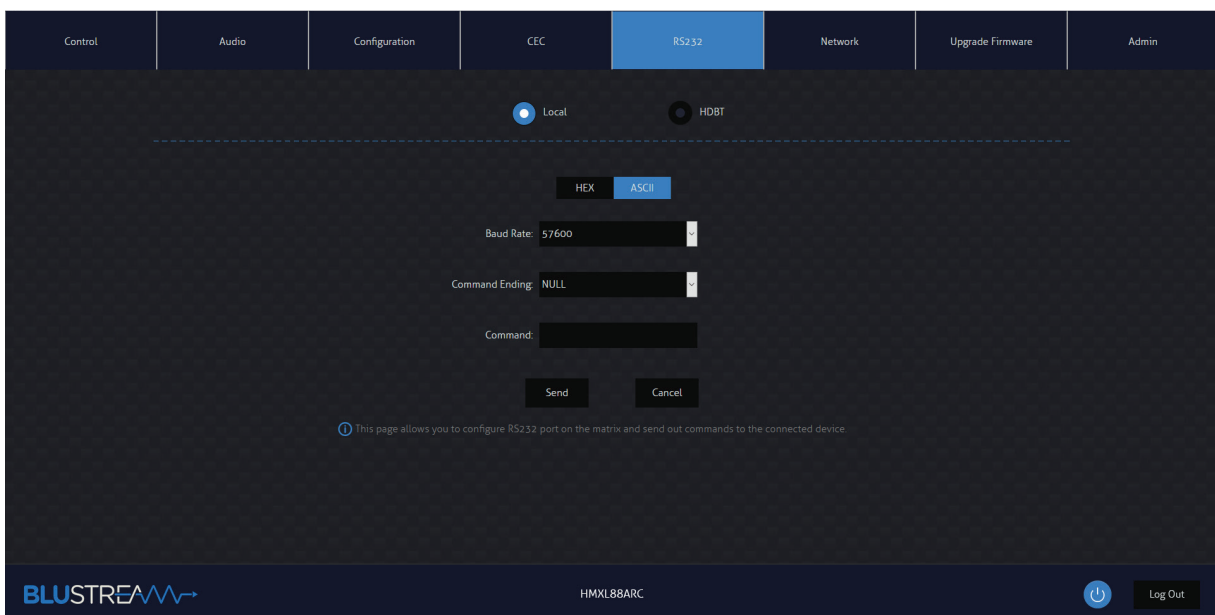 Control Audio Configuration CEC RS232 Network Upgrade Firmware Admin
Local HDBT
HEX ASCII
Baud Rate: 57600
Command Ending: NULL
Command:
Send Cancel
This page allows you to configure RS232 port on the matrix and send out commands to the connected device.
BLUSTREAM HMXL88ARC Log Out